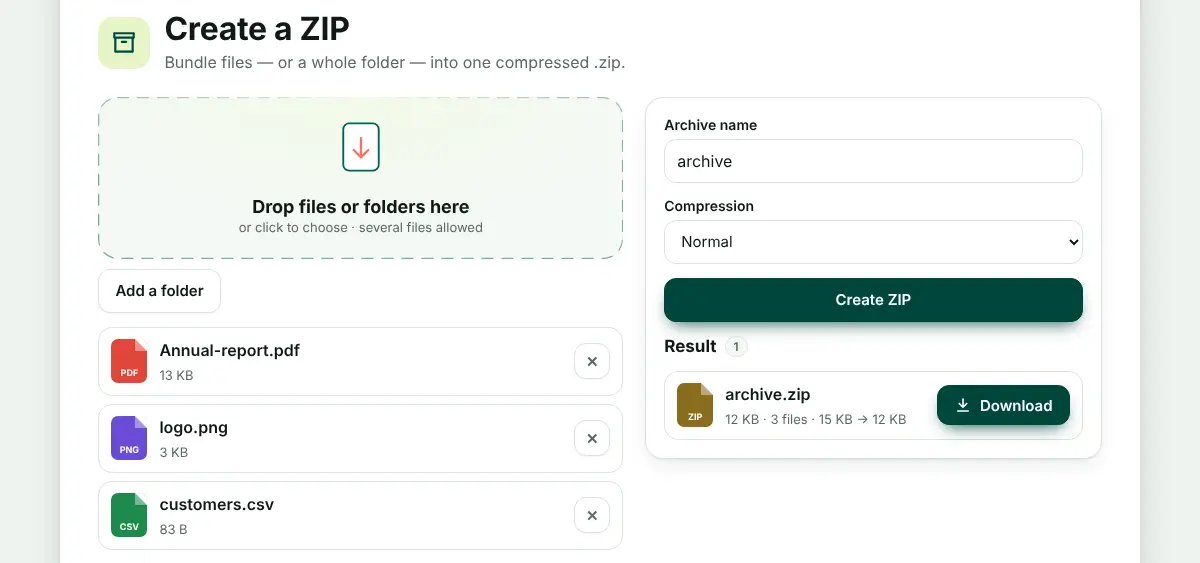 Create a ZIP
Bundle files — or a whole folder — into one compressed .zip.
Drop files or folders here
or click to choose · several files allowed
Add a folder
PDF
Annual-report.pdf
13 KB
×
PNG
logo.png
3 KB
×
CSV
customers.csv
83 B
×
Archive name
archive
Compression
Normal
Create ZIP
Result 1
ZIP
archive.zip
12 KB · 3 files · 15 KB → 12 KB
Download